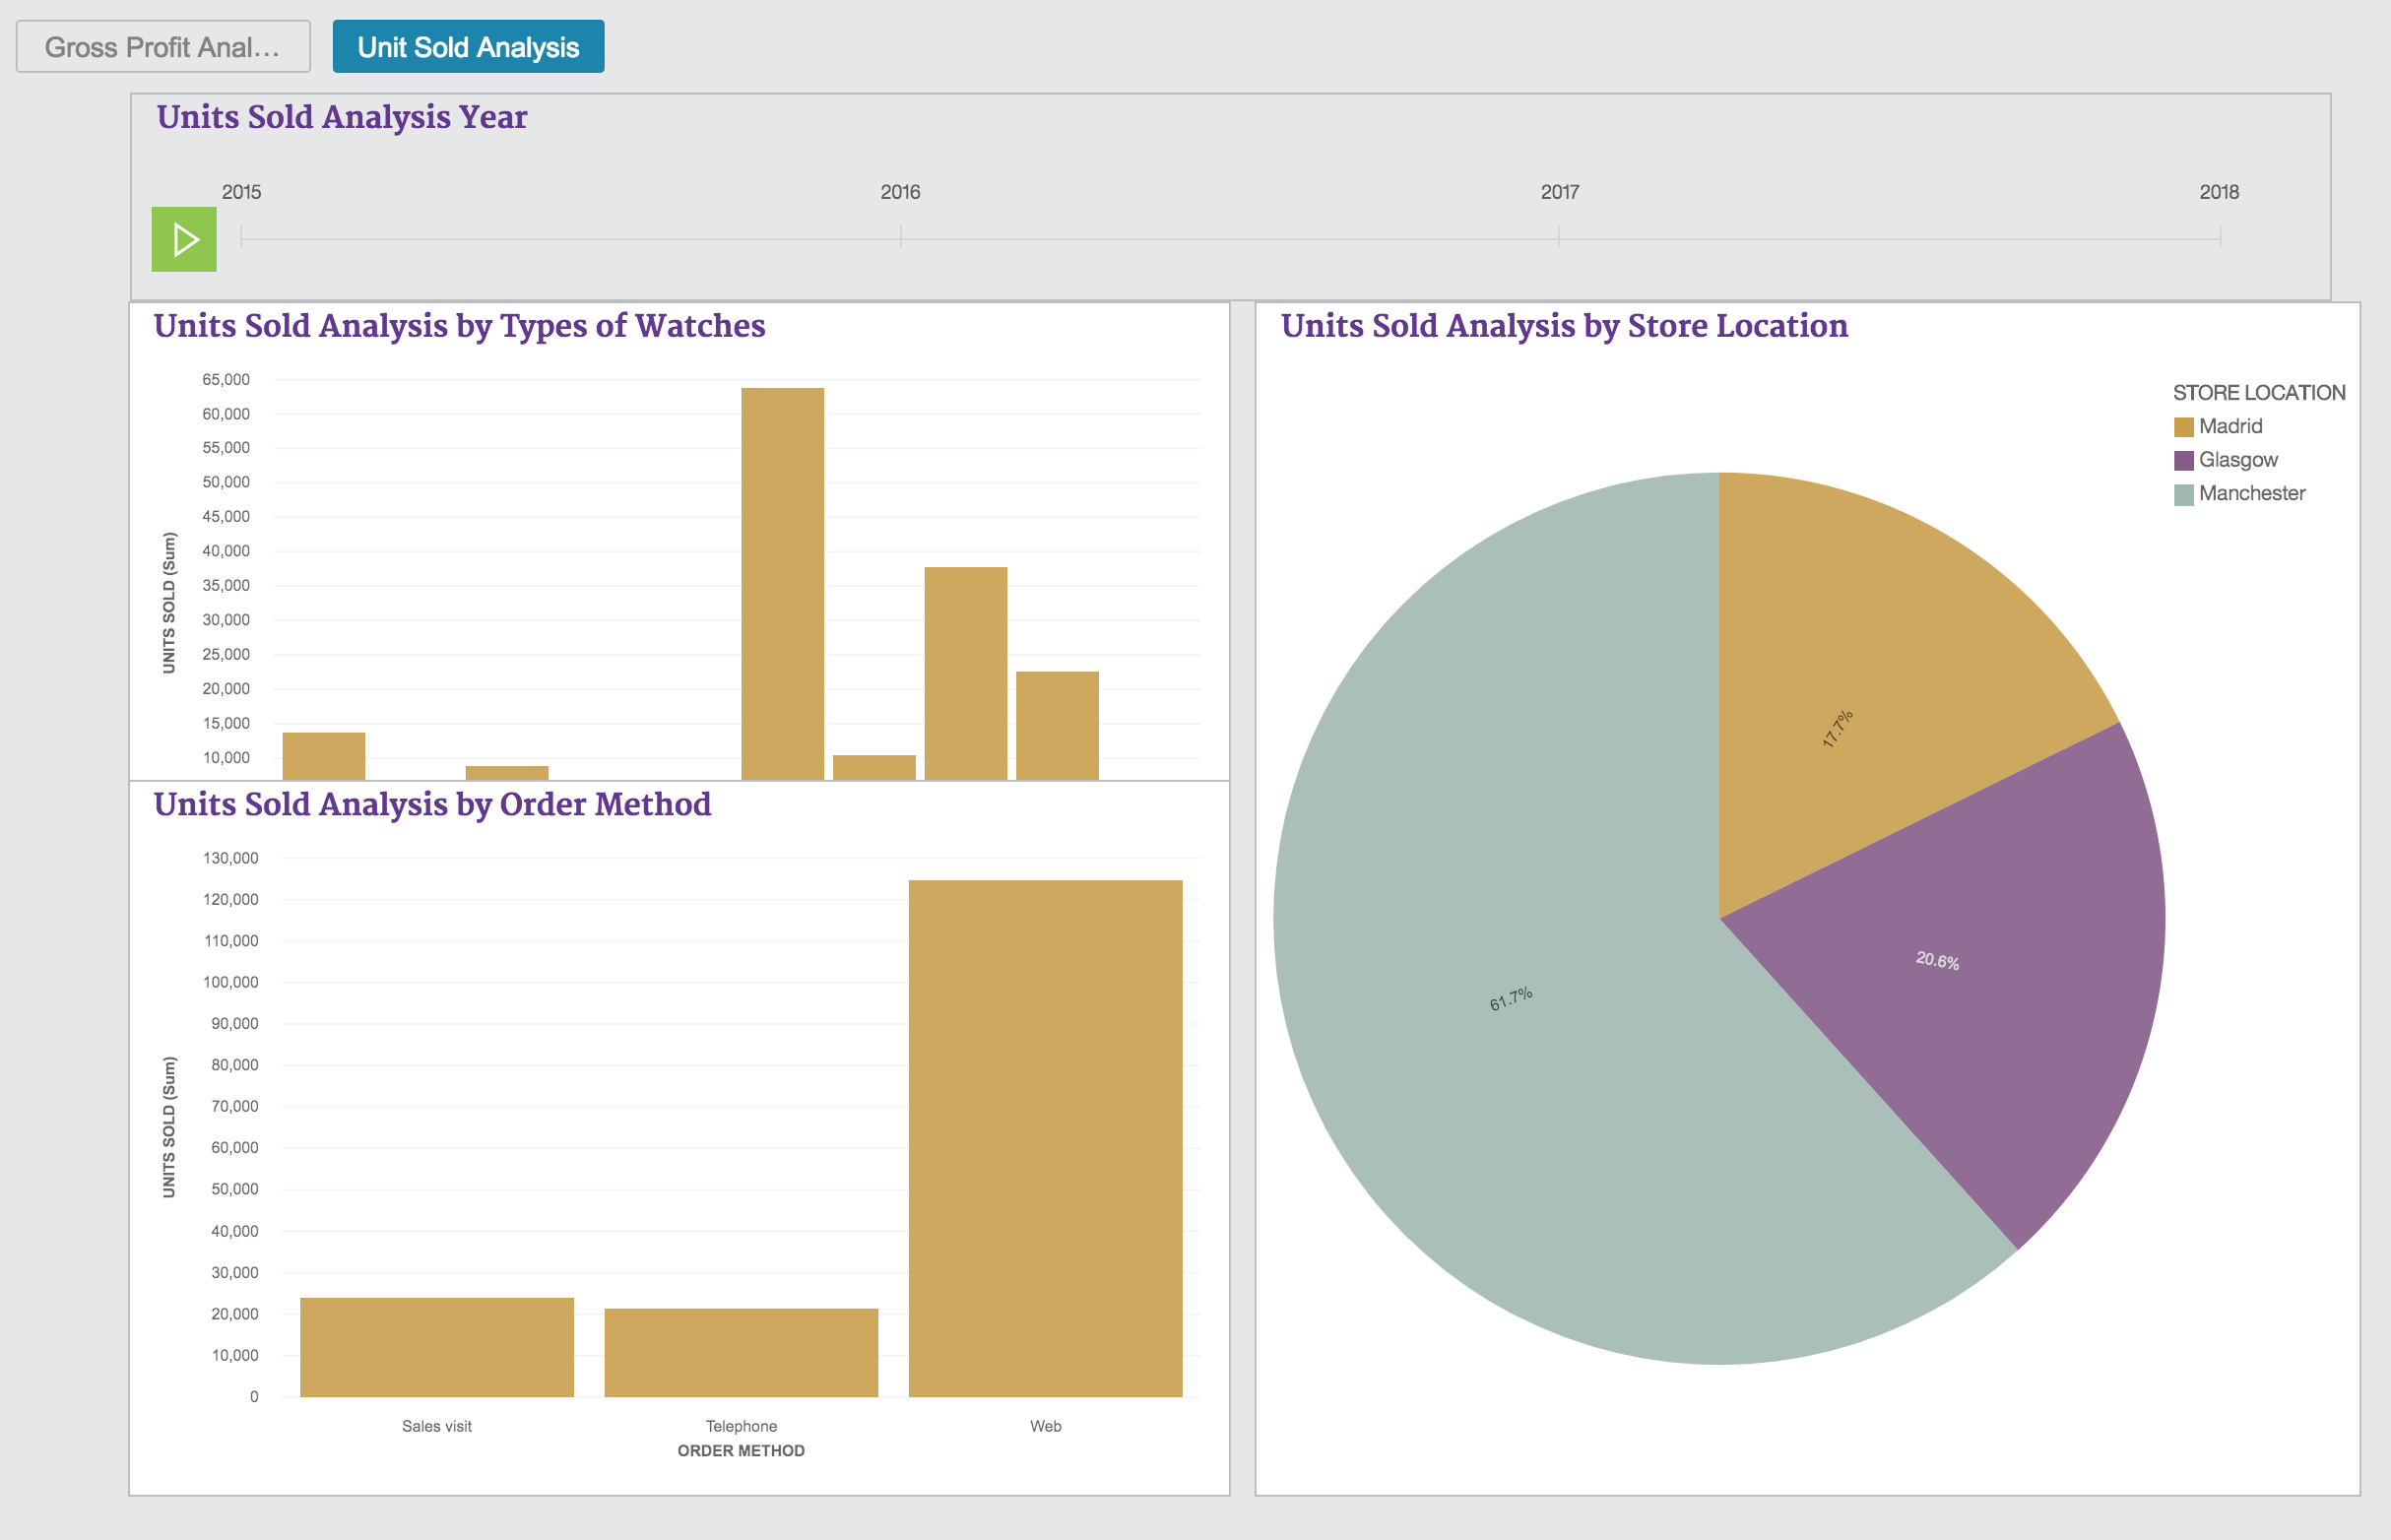 Gross Profit Anal...
Unit Sold Analysis
Units Sold Analysis Year
2015 2016 2017 2018
Units Sold Analysis by Types of Watches
65,000
60,000
55,000
50,000
45,000
40,000
35,000
30,000
25,000
20,000
15,000
10,000
UNITS SOLD (Sum)
Units Sold Analysis by Order Method
130,000
120,000
110,000
100,000
90,000
80,000
70,000
60,000
50,000
40,000
30,000
20,000
10,000
0
UNITS SOLD (Sum)
Sales visit Telephone Web
ORDER METHOD
Units Sold Analysis by Store Location
STORE LOCATION
Madrid
Glasgow
Manchester
17.7%
20.6%
61.7%